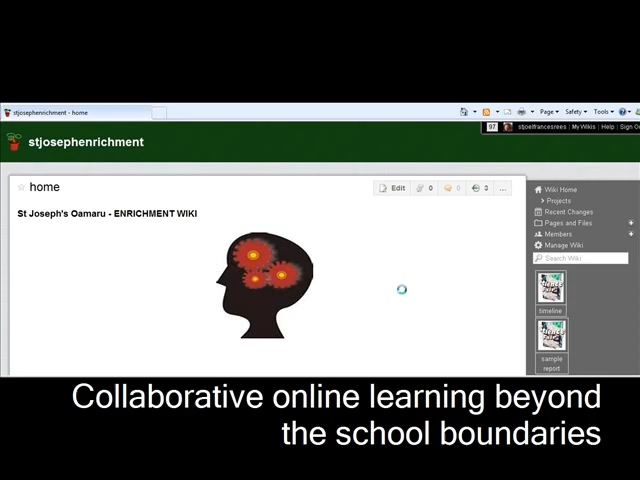 stjosephenrichment - home
Page
Safety
Tools
stjosephenrichment
97
stjoelfrancesrees | My Wikis | Help | Sign
home
Edit
0
0
3
...
St Joseph's Oamaru - ENRICHMENT WIKI
Wiki Home
Projects
Recent Changes
Pages and Files
Members
Manage Wiki
Search Wiki
timeline
sample
report
Collaborative online learning beyond
the school boundaries